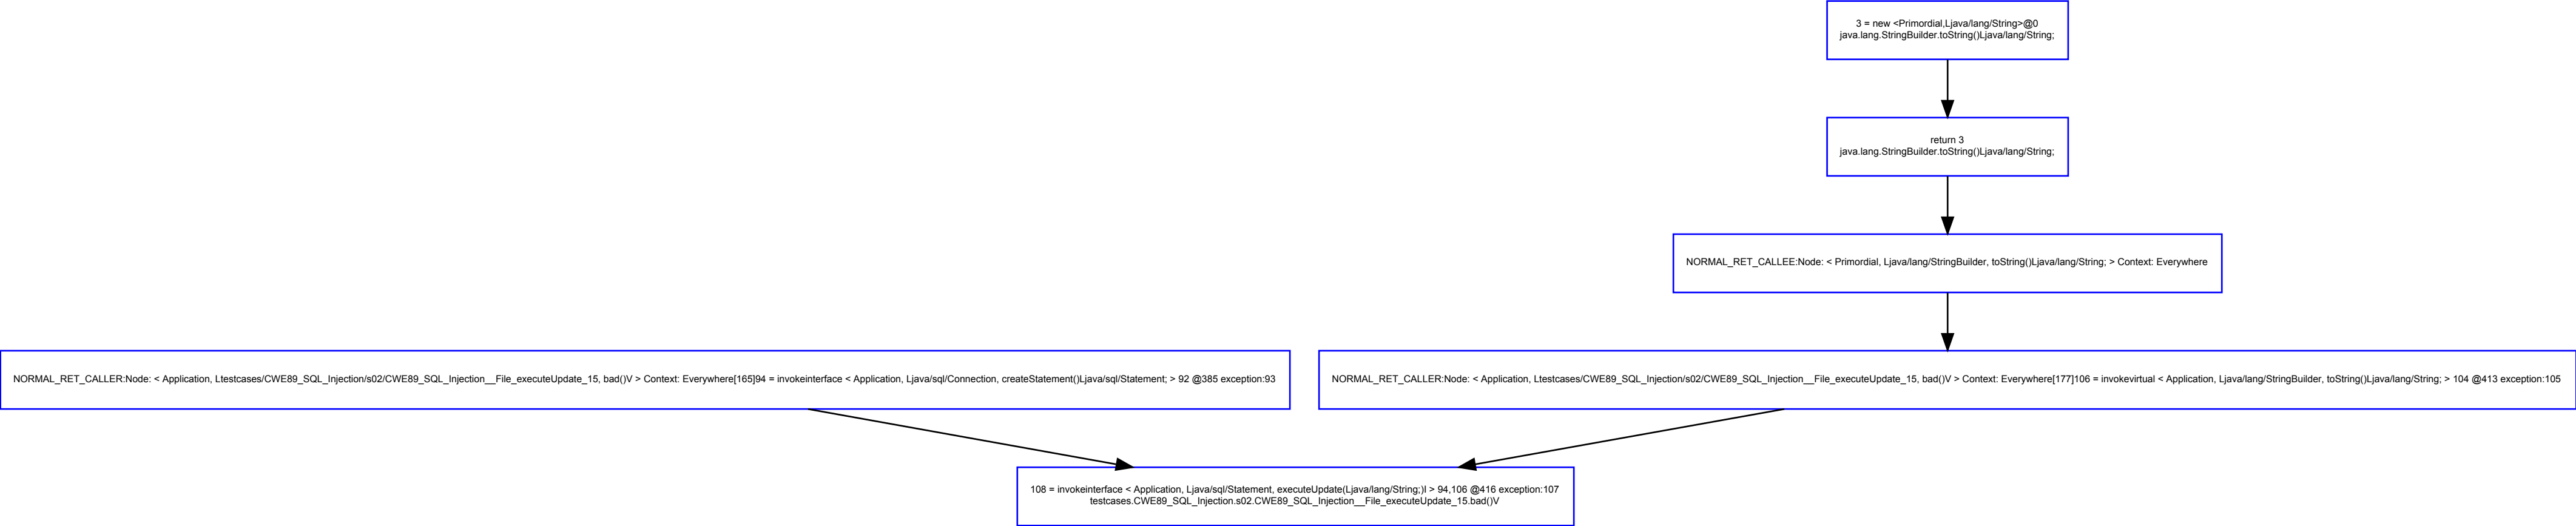 3 = new <Primordial,Ljava/lang/String>@0
java.lang.StringBuilder.toString()Ljava/lang/String;
return 3
java.lang.StringBuilder.toString()Ljava/lang/String;
NORMAL_RET_CALLEE:Node: < Primordial, Ljava/lang/StringBuilder, toString()Ljava/lang/String; > Context: Everywhere
NORMAL_RET_CALLER:Node: < Application, Ltestcases/CWE89_SQL_Injection/s02/CWE89_SQL_Injection__File_executeUpdate_15, bad()V > Context: Everywhere[165]94 = invokeinterface < Application, Ljava/sql/Connection, createStatement()Ljava/sql/Statement; > 92 @385 exception:93
NORMAL_RET_CALLER:Node: < Application, Ltestcases/CWE89_SQL_Injection/s02/CWE89_SQL_Injection__File_executeUpdate_15, bad()V > Context: Everywhere[177]106 = invokevirtual < Application, Ljava/lang/StringBuilder, toString()Ljava/lang/String; > 104 @413 exception:105
108 = invokeinterface < Application, Ljava/sql/Statement, executeUpdate(Ljava/lang/String;)I > 94,106 @416 exception:107
testcases.CWE89_SQL_Injection.s02.CWE89_SQL_Injection__File_executeUpdate_15.bad()V